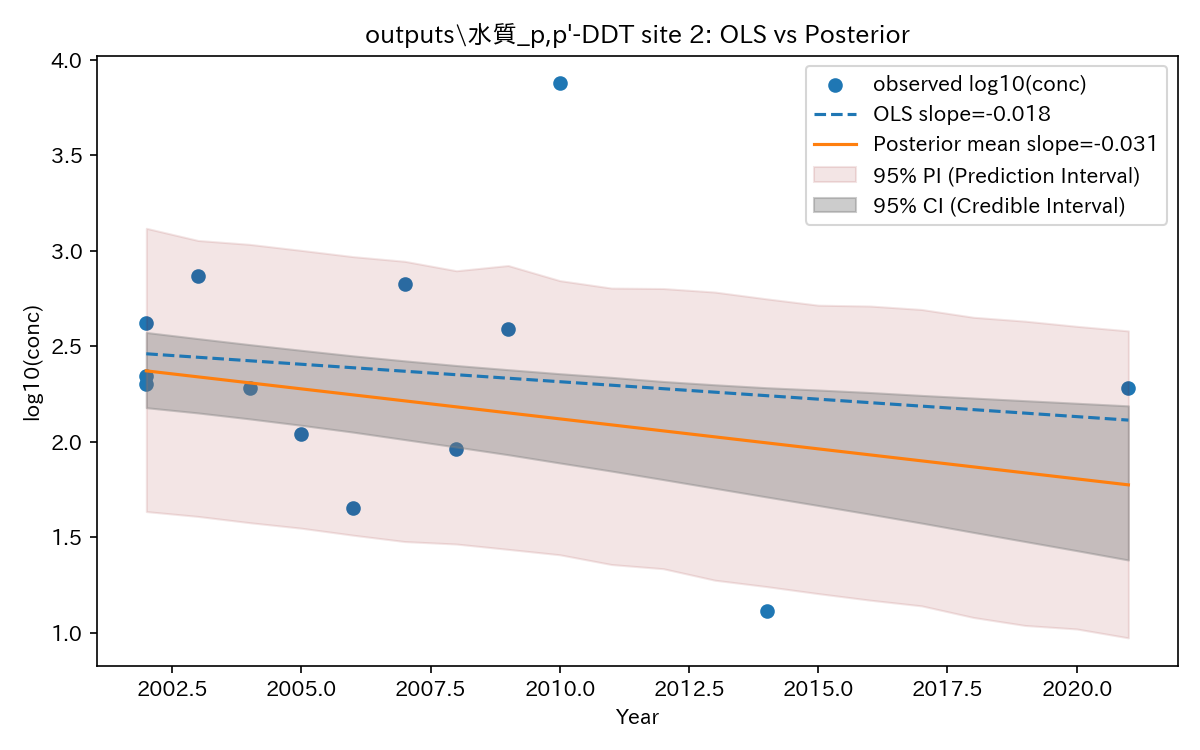 outputs\水質_p,p'-DDT site 2: OLS vs Posterior
observed log10(conc)
OLS slope=-0.018
Posterior mean slope=-0.031
95% PI (Prediction Interval)
95% CI (Credible Interval)
log10(conc)
4.0
3.5
3.0
2.5
2.0
1.5
1.0
2002.5 2005.0 2007.5 2010.0 2012.5 2015.0 2017.5 2020.0
Year